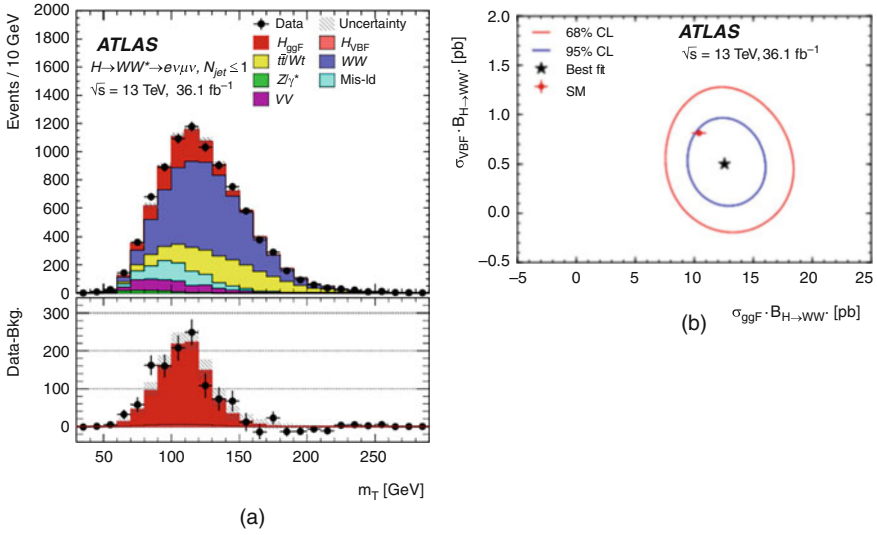 2000
1800
1600
1400
1200
1000
800
600
400
200
0
Events / 10 GeV
ATLAS
H→WW*→eνμν, N_jet ≤ 1
√s = 13 TeV, 36.1 fb⁻¹
Data
Uncertainty
H_ggF
H_VBF
tt̄/Wt
WW
Z/γ*
Mis-Id
VV
300
200
100
0
Data-Bkg.
50 100 150 200 250
m_T [GeV]
(a)
2.0
1.5
1.0
0.5
0.0
−0.5
σ_VBF · B_H→WW* [pb]
68% CL
95% CL
Best fit
SM
ATLAS
√s = 13 TeV, 36.1 fb⁻¹
−5 0 5 10 15 20 25
σ_ggF · B_H→WW* [pb]
(b)